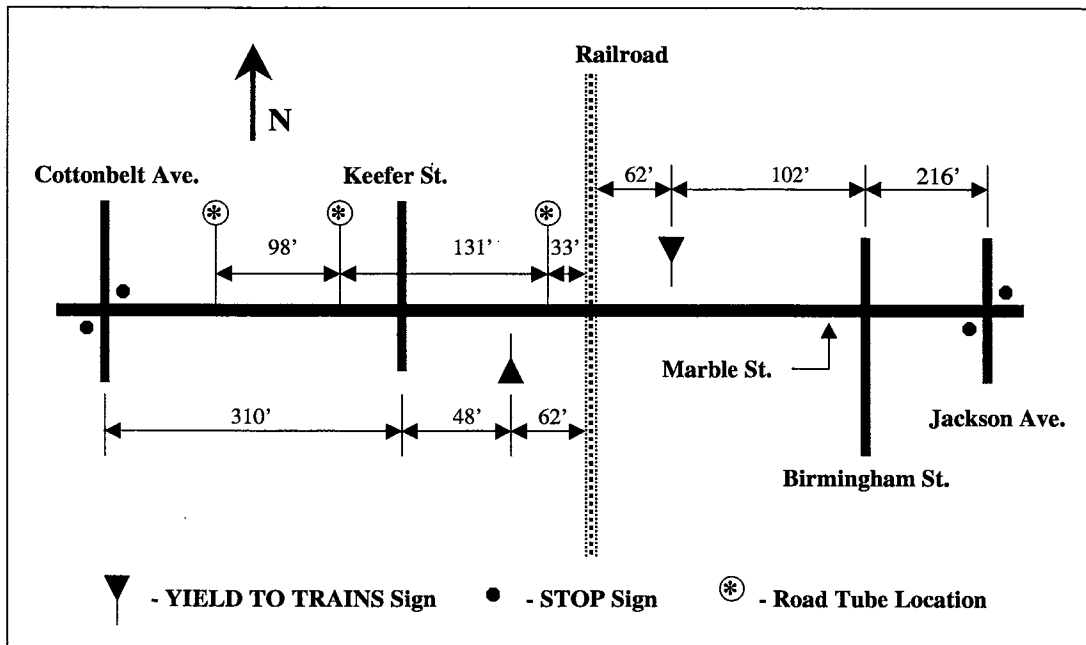 Railroad
N
Cottonbelt Ave.
Keefer St.
62’
102’
216’
98’
131’
33’
Marble St.
310’
48’
62’
Jackson Ave.
Birmingham St.
- YIELD TO TRAINS Sign
- STOP Sign
- Road Tube Location